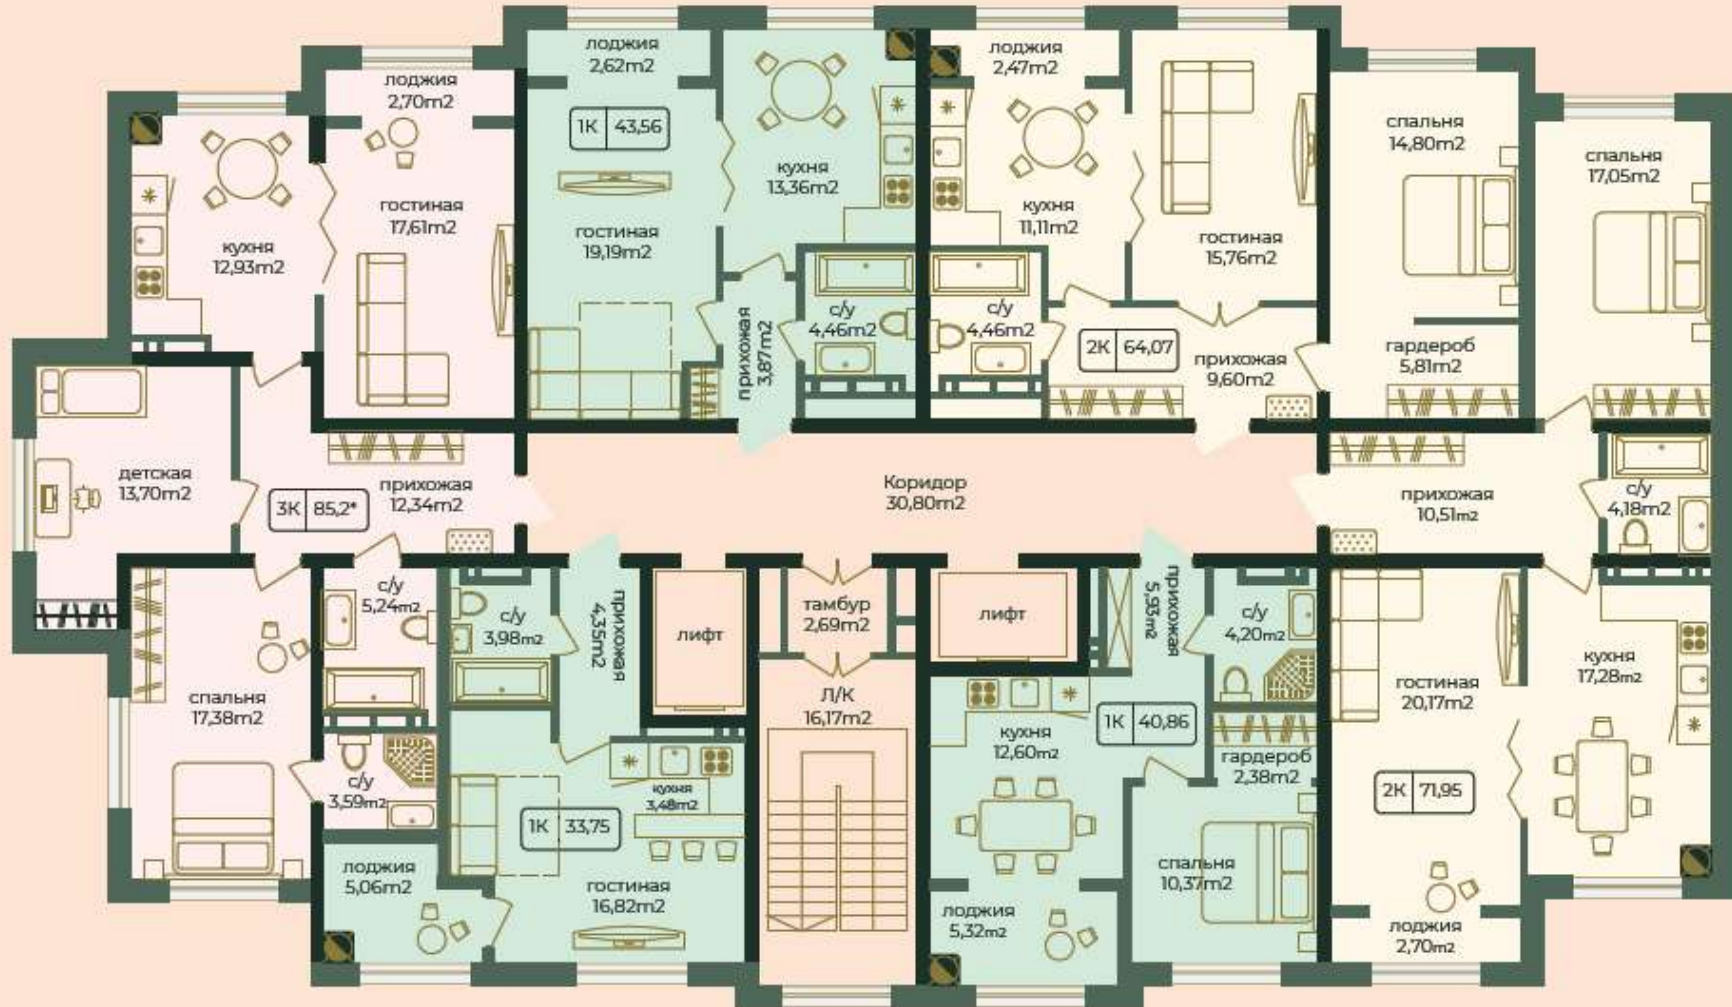 лоджия
2,70m2
кухня
12,93m2
гостиная
17,61m2
детская
13,70m2
3К 85,2*
прихожая
12,34m2
спальня
17,38m2
с/у
5,24m2
с/у
3,59m2
лоджия
2,62m2
1К 43,56
гостиная
19,19m2
кухня
13,36m2
прихожая
3,87m2
с/у
4,46m2
лоджия
2,47m2
кухня
11,11m2
гостиная
15,76m2
с/у
4,46m2
2К 64,07
прихожая
9,60m2
спальня
14,80m2
гардероб
5,81m2
спальня
17,05m2
Коридор
30,80m2
прихожая
10,51m2
с/у
4,18m2
с/у
3,98m2
прихожая
4,35m2
лифт
тамбур
2,69m2
Л/К
16,17m2
лифт
кухня
3,48m2
1К 33,75
лоджия
5,06m2
гостиная
16,82m2
прихожая
5,93m2
с/у
4,20m2
кухня
12,60m2
1К 40,86
гардероб
2,38m2
спальня
10,37m2
лоджия
5,32m2
гостиная
20,17m2
кухня
17,28m2
2К 71,95
лоджия
2,70m2